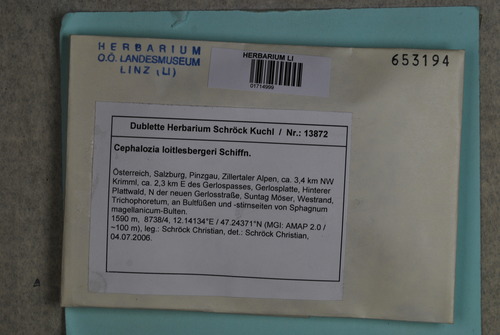 HERBARIUM
O.Ö. LANDESMUSEUM
LINZ (LI)
HERBARIUM LI
01714999
653194
Dublette Herbarium Schröck Kuchl / Nr.: 13872
Cephalozia loitlesbergeri Schiffn.
Österreich, Salzburg, Pinzgau, Zillertaler Alpen, ca. 3,4 km NW
Krimml, ca. 2,3 km E des Gerlospasses, Gerlosplatte, Hinterer
Plattwald, N der neuen Gerlosstraße, Suntag Möser, Westrand,
Trichophoretum, an Bultfüßen und -stirnseiten von Sphagnum
magellanicum-Bulten.
1590 m, 8738/4, 12.14134°E / 47.24371°N (MGI: AMAP 2.0 /
~100 m), leg.: Schröck Christian, det.: Schröck Christian,
04.07.2006.